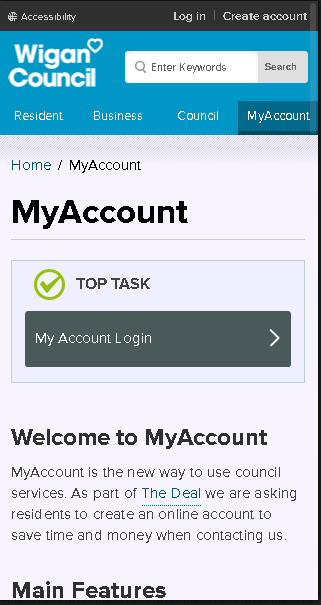 Accessibility
Log in | Create account
Wigan
Council
Enter Keywords
Search
Resident Business Council MyAccount
Home / MyAccount
MyAccount
TOP TASK
My Account Login
Welcome to MyAccount
MyAccount is the new way to use council
services. As part of The Deal we are asking
residents to create an online account to
save time and money when contacting us.
Main Features